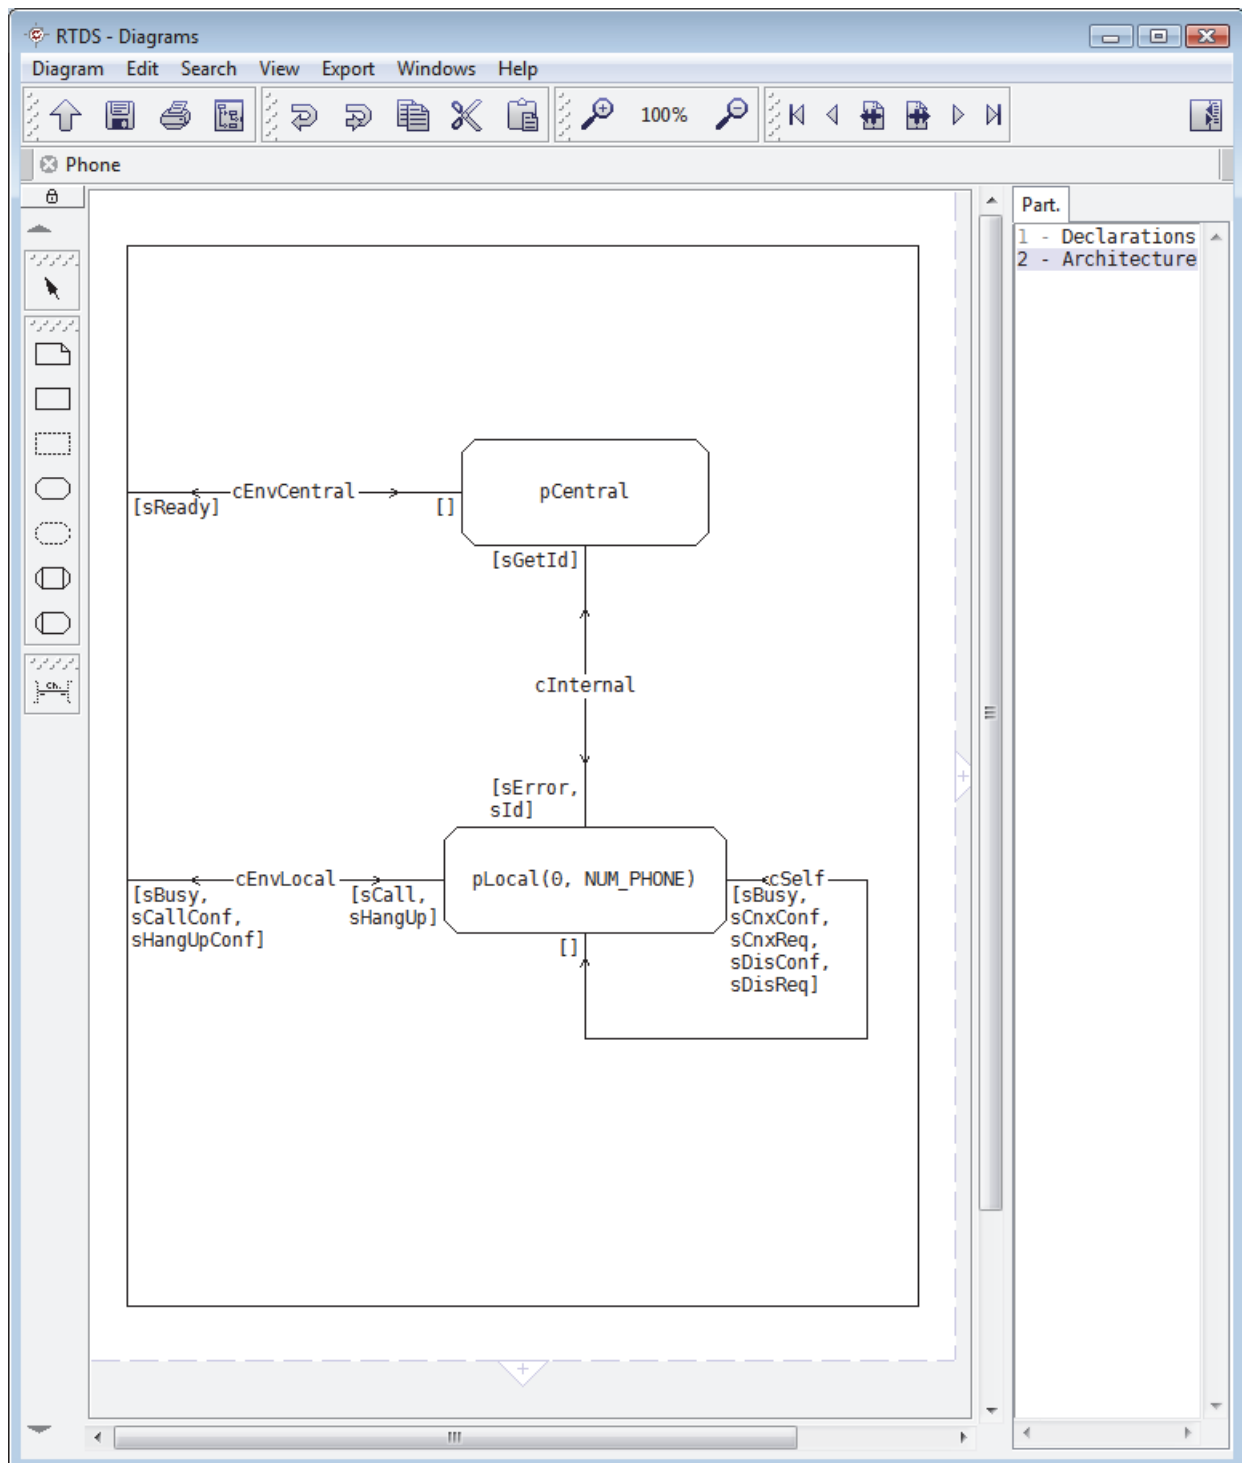 RTDS - Diagrams
Diagram Edit Search View Export Windows Help
100%
Phone
Part.
1 - Declarations
2 - Architecture
Ch.
cEnvCentral
pCentral
[sReady]
[]
[sGetId]
cInternal
[sError,
sId]
cEnvLocal
pLocal(0, NUM_PHONE)
cSelf
[sBusy,
sCallConf,
sHangUpConf]
[sCall,
sHangUp]
[sBusy,
sCnxConf,
sCnxReq,
sDisConf,
sDisReq]
[]